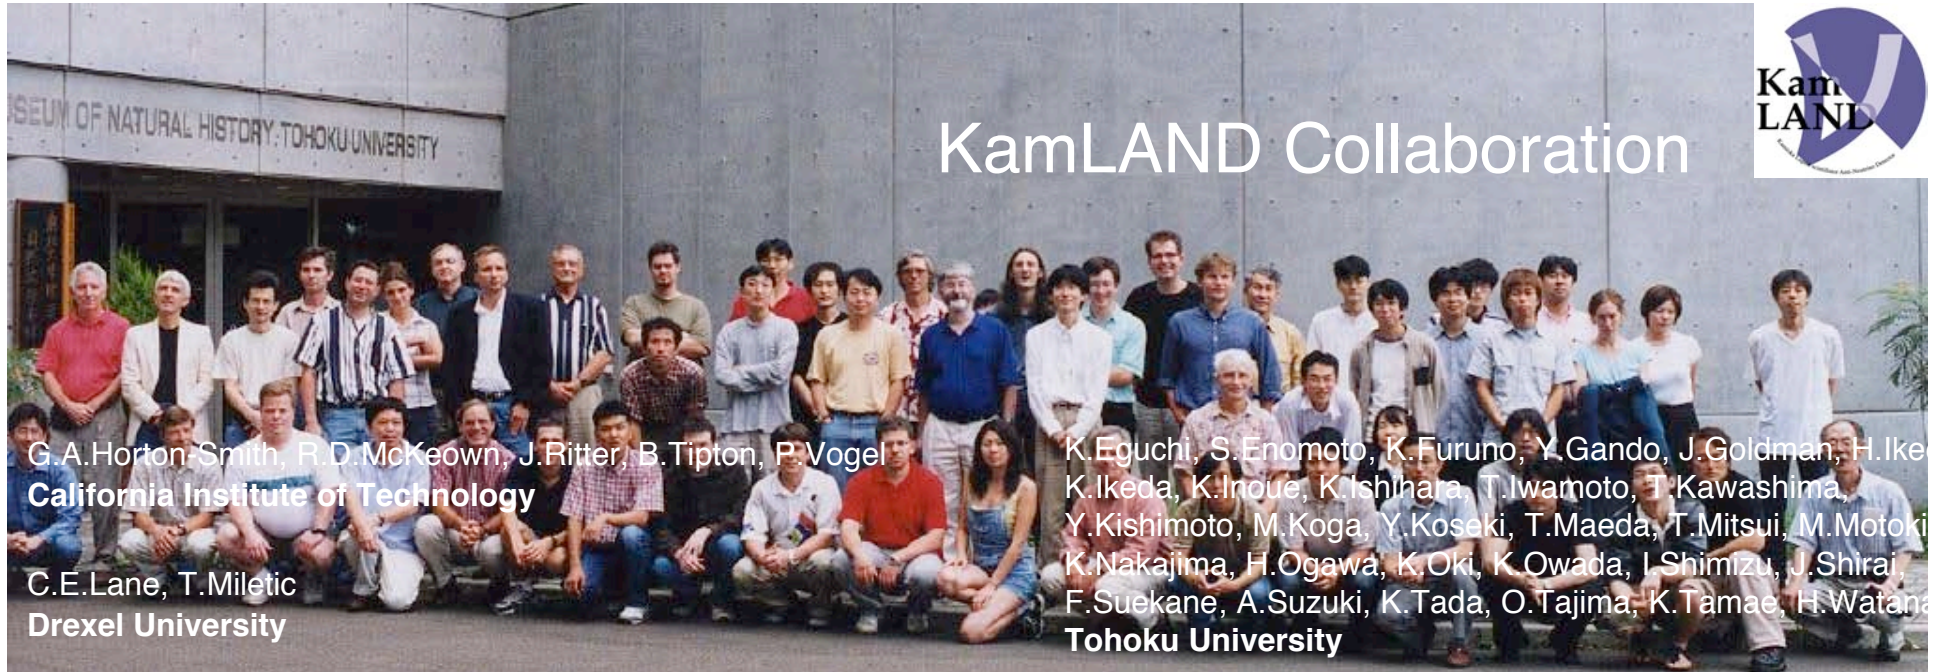 SEUM OF NATURAL HISTORY·TOHOKU UNIVERSITY
KamLAND Collaboration
Kam
LAND
G.A.Horton-Smith, R.D.McKeown, J.Ritter, B.Tipton, P.Vogel
California Institute of Technology
C.E.Lane, T.Miletic
Drexel University
K.Eguchi, S.Enomoto, K.Furuno, Y.Gando, J.Goldman, H.Ike
K.Ikeda, K.Inoue, K.Ishihara, T.Iwamoto, T.Kawashima,
Y.Kishimoto, M.Koga, Y.Koseki, T.Maeda, T.Mitsui, M.Motoki
K.Nakajima, H.Ogawa, K.Oki, K.Owada, I.Shimizu, J.Shirai,
F.Suekane, A.Suzuki, K.Tada, O.Tajima, K.Tamae, H.Watana
Tohoku University